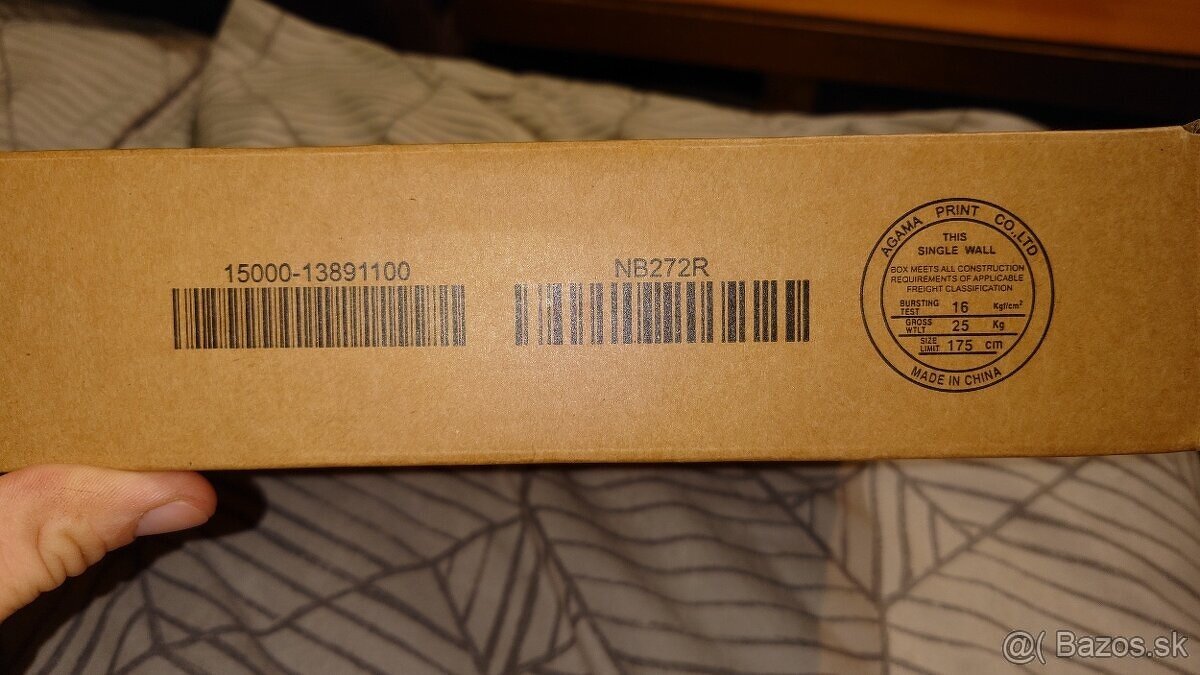 15000-13891100
NB272R
AGAMA PRINT CO.,LTD
THIS
SINGLE WALL
BOX MEETS ALL CONSTRUCTION
REQUIREMENTS OF APPLICABLE
FREIGHT CLASSIFICATION
BURSTING TEST 16 Kgf/cm²
GROSS WTLT 25 Kg
SIZE LIMIT 175 cm
MADE IN CHINA
@( Bazos.sk